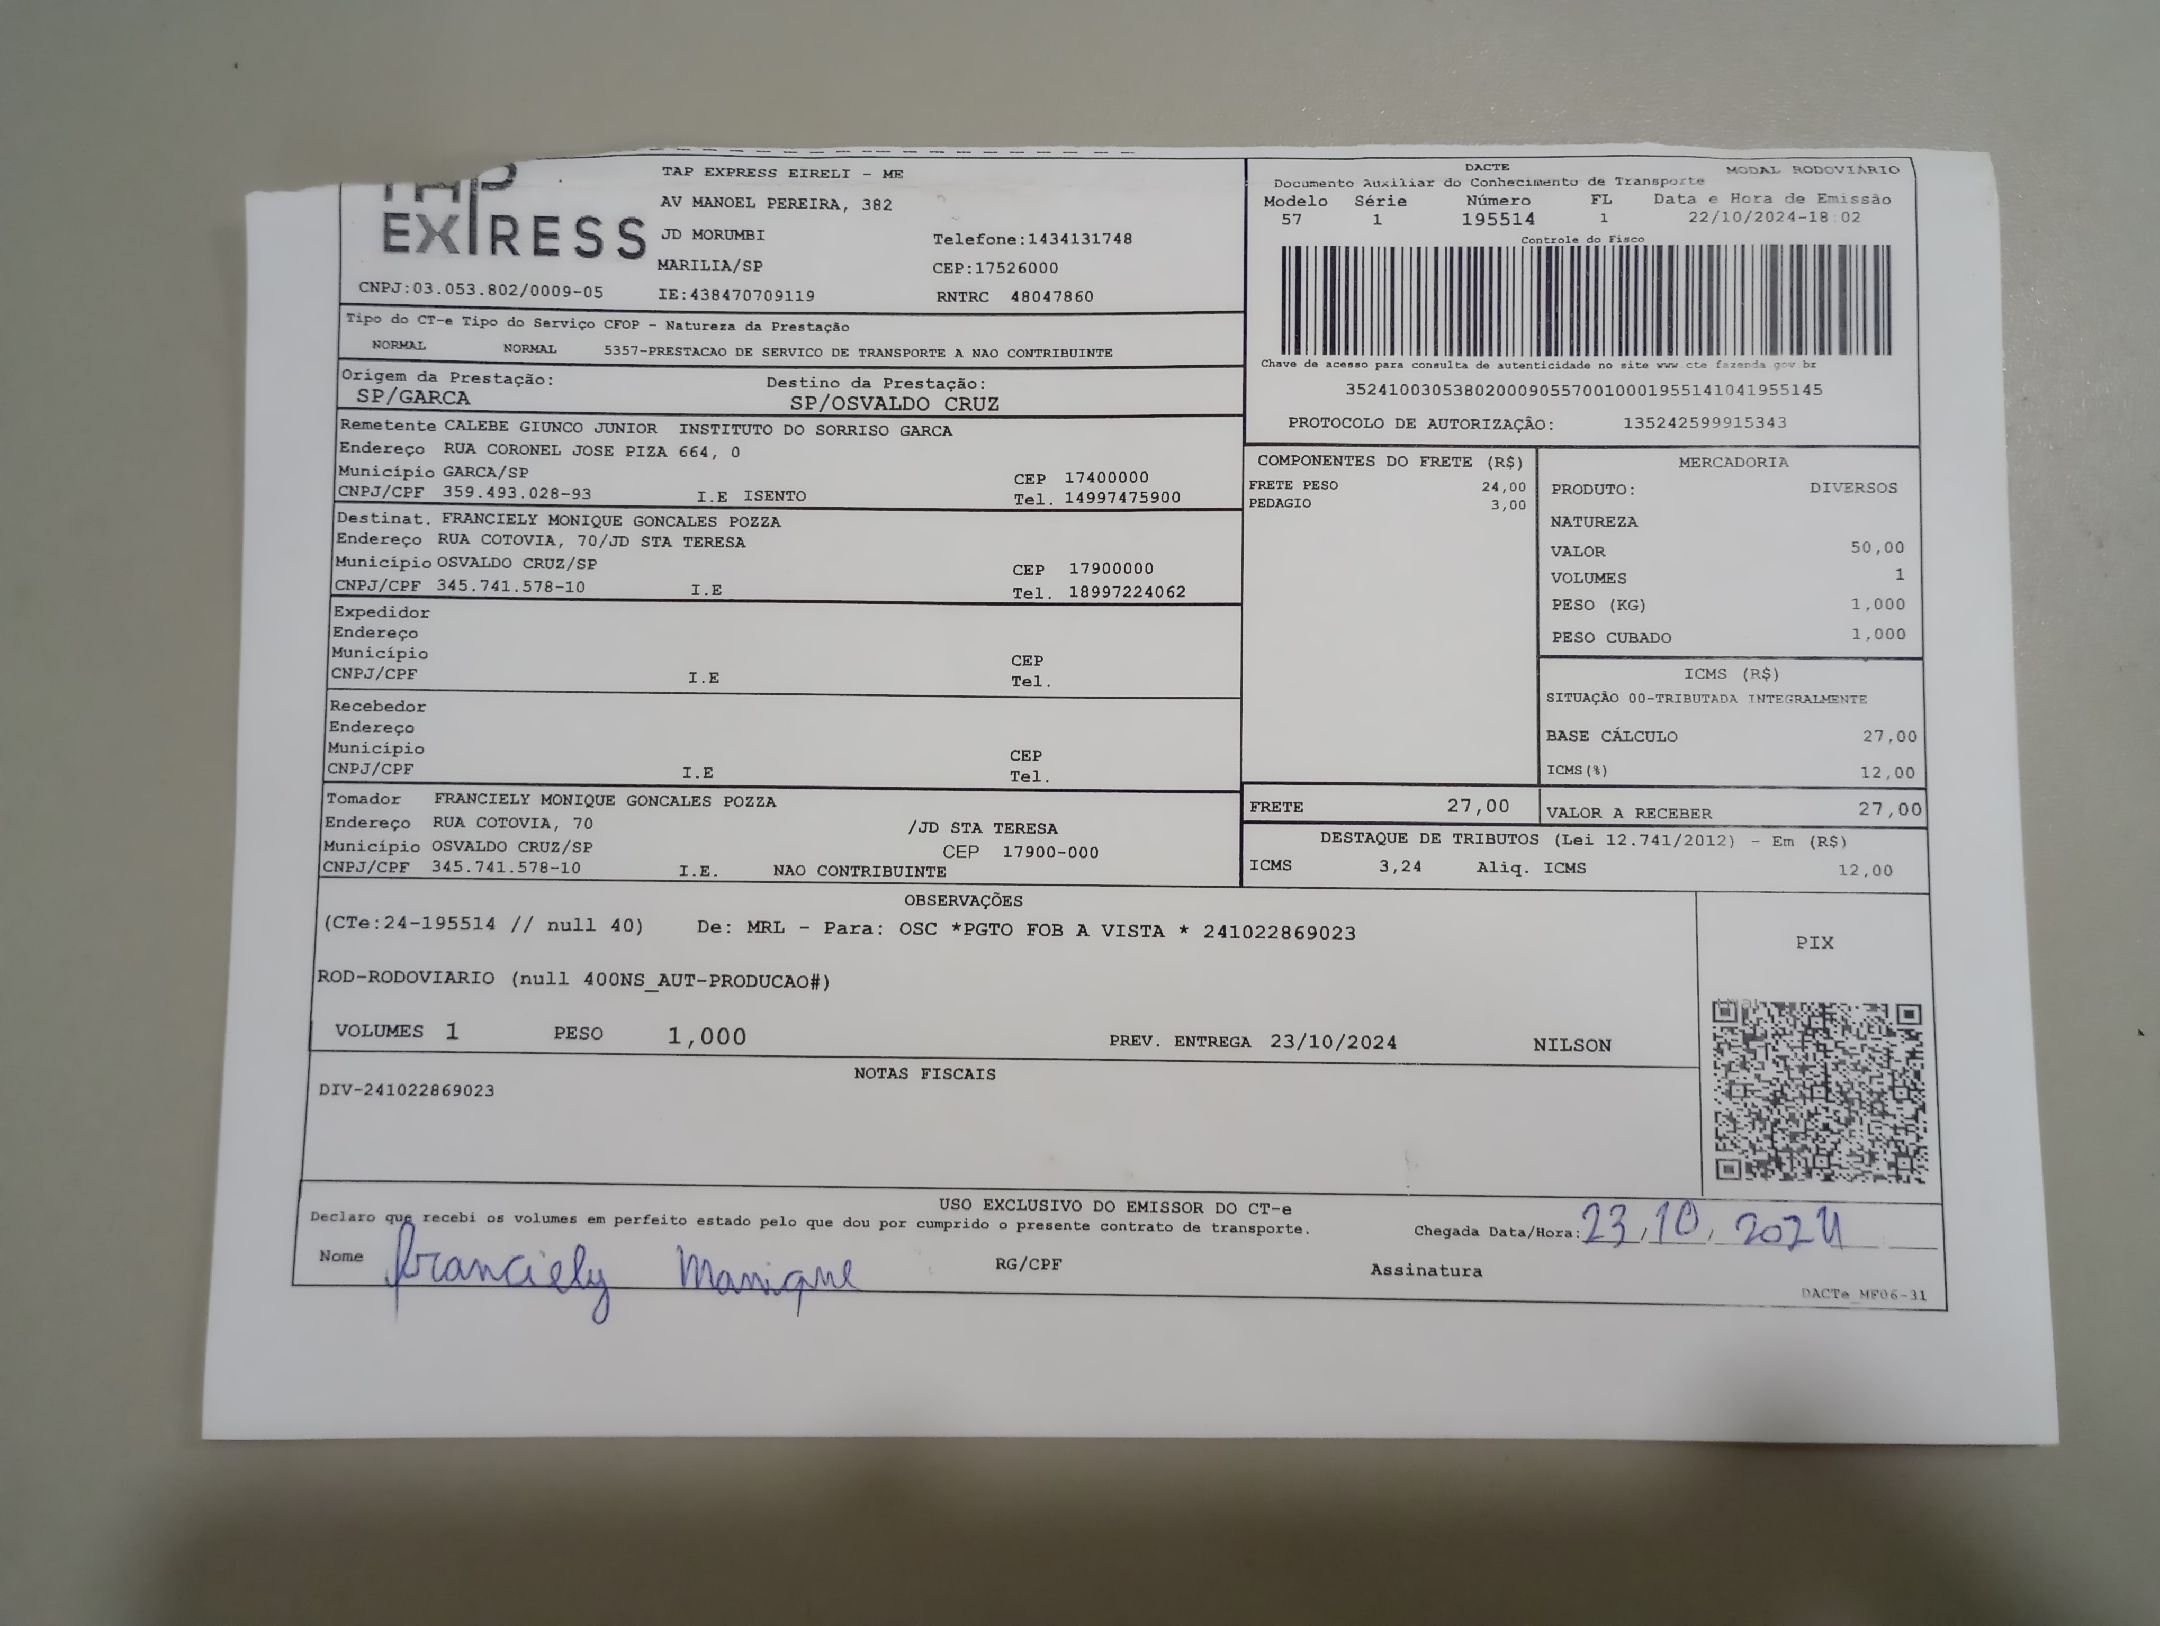 TAP
EXPRESS
CNPJ:03.053.802/0009-05
TAP EXPRESS EIRELI - ME
AV MANOEL PEREIRA, 382
JD MORUMBI Telefone:1434131748
MARILIA/SP CEP:17526000
IE:438470709119 RNTRC 48047860
DACTE MODAL RODOVIÁRIO
Documento Auxiliar do Conhecimento de Transporte
Modelo Série Número FL Data e Hora de Emissão
57 1 195514 1 22/10/2024-18:02
Controle do Fisco
Chave de acesso para consulta de autenticidade no site www.cte.fazenda.gov.br
35241003053802000905570010001955141041955145
PROTOCOLO DE AUTORIZAÇÃO: 135242599915343
Tipo do CT-e Tipo do Serviço CFOP - Natureza da Prestação
NORMAL NORMAL 5357-PRESTACAO DE SERVICO DE TRANSPORTE A NAO CONTRIBUINTE
Origem da Prestação: Destino da Prestação:
SP/GARCA SP/OSVALDO CRUZ
Remetente CALEBE GIUNCO JUNIOR INSTITUTO DO SORRISO GARCA
Endereço RUA CORONEL JOSE PIZA 664, 0
Município GARCA/SP CEP 17400000
CNPJ/CPF 359.493.028-93 I.E ISENTO Tel. 14997475900
Destinat. FRANCIELY MONIQUE GONCALES POZZA
Endereço RUA COTOVIA, 70/JD STA TERESA
Município OSVALDO CRUZ/SP CEP 17900000
CNPJ/CPF 345.741.578-10 I.E Tel. 18997224062
Expedidor
Endereço
Município CEP
CNPJ/CPF I.E Tel.
Recebedor
Endereço
Município CEP
CNPJ/CPF I.E Tel.
Tomador FRANCIELY MONIQUE GONCALES POZZA
Endereço RUA COTOVIA, 70 /JD STA TERESA
Município OSVALDO CRUZ/SP CEP 17900-000
CNPJ/CPF 345.741.578-10 I.E. NAO CONTRIBUINTE
COMPONENTES DO FRETE (R$)
FRETE PESO 24,00
PEDAGIO 3,00
MERCADORIA
PRODUTO: DIVERSOS
NATUREZA
VALOR 50,00
VOLUMES 1
PESO (KG) 1,000
PESO CUBADO 1,000
ICMS (R$)
SITUAÇÃO 00-TRIBUTADA INTEGRALMENTE
BASE CÁLCULO 27,00
ICMS(%) 12,00
FRETE 27,00 VALOR A RECEBER 27,00
DESTAQUE DE TRIBUTOS (Lei 12.741/2012) - Em (R$)
ICMS 3,24 Aliq. ICMS 12,00
OBSERVAÇÕES
(CTe:24-195514 // null 40) De: MRL - Para: OSC *PGTO FOB A VISTA * 241022869023
ROD-RODOVIARIO (null 400NS_AUT-PRODUCAO#)
VOLUMES 1 PESO 1,000 PREV. ENTREGA 23/10/2024 NILSON
PIX
NOTAS FISCAIS
DIV-241022869023
USO EXCLUSIVO DO EMISSOR DO CT-e
Declaro que recebi os volumes em perfeito estado pelo que dou por cumprido o presente contrato de transporte. Chegada Data/Hora: 23,10, 2024
Nome Franciely Monique RG/CPF Assinatura
DACTe_MF06-31